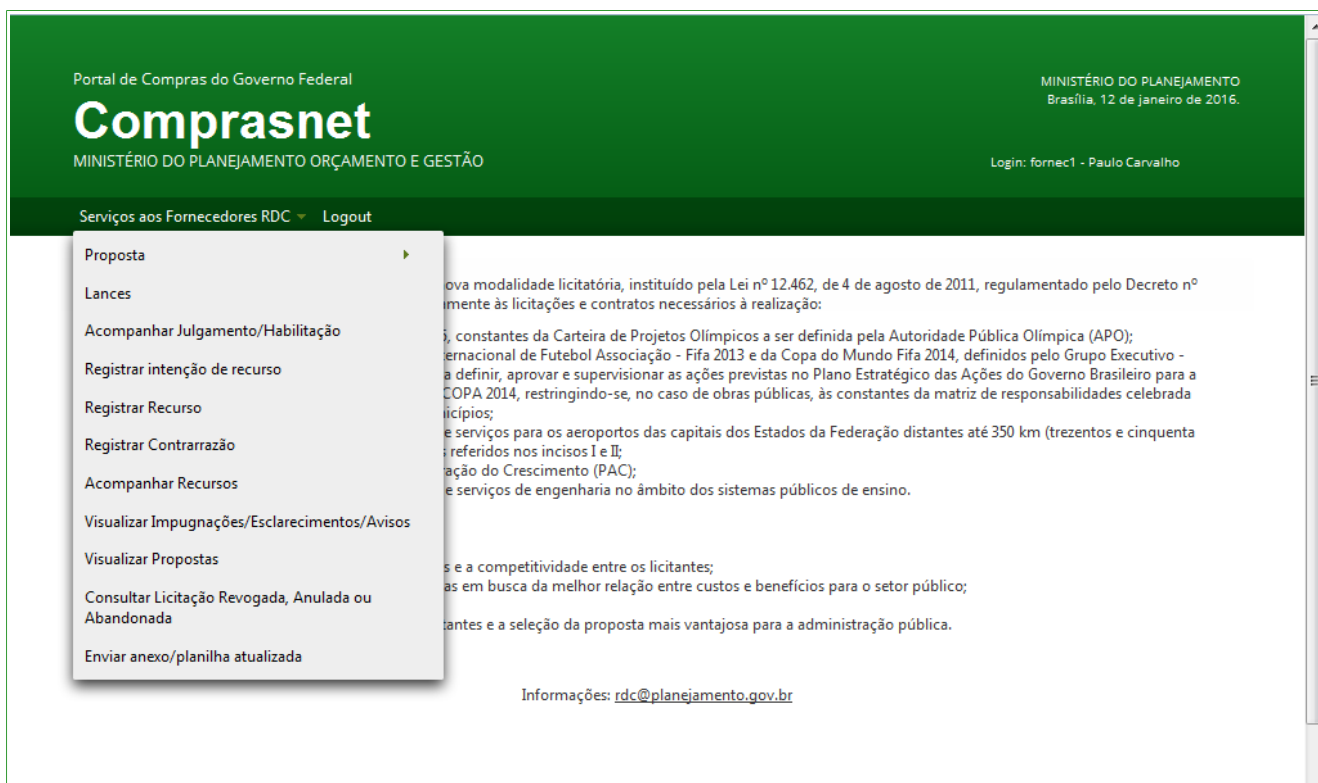 Portal de Compras do Governo Federal
Comprasnet
MINISTÉRIO DO PLANEJAMENTO ORÇAMENTO E GESTÃO
MINISTÉRIO DO PLANEJAMENTO
Brasília, 12 de janeiro de 2016.
Login: fornec1 - Paulo Carvalho
Serviços aos Fornecedores RDC Logout
Proposta
Lances
Acompanhar Julgamento/Habilitação
Registrar intenção de recurso
Registrar Recurso
Registrar Contrarrazão
Acompanhar Recursos
Visualizar Impugnações/Esclarecimentos/Avisos
Visualizar Propostas
Consultar Licitação Revogada, Anulada ou
Abandonada
Enviar anexo/planilha atualizada
modalidade licitatória, instituído pela Lei nº 12.462, de 4 de agosto de 2011, regulamentado pelo Decreto nº
às licitações e contratos necessários à realização:
constantes da Carteira de Projetos Olímpicos a ser definida pela Autoridade Pública Olímpica (APO);
de Futebol Associação - Fifa 2013 e da Copa do Mundo Fifa 2014, definidos pelo Grupo Executivo -
a definir, aprovar e supervisionar as ações previstas no Plano Estratégico das Ações do Governo Brasileiro para a
COPA 2014, restringindo-se, no caso de obras públicas, às constantes da matriz de responsabilidades celebrada
e serviços para os aeroportos das capitais dos Estados da Federação distantes até 350 km (trezentos e cinquenta
referidos nos incisos I e II;
do Crescimento (PAC);
e serviços de engenharia no âmbito dos sistemas públicos de ensino.
e a competitividade entre os licitantes;
em busca da melhor relação entre custos e benefícios para o setor público;
e a seleção da proposta mais vantajosa para a administração pública.
Informações: rdc@planejamento.gov.br